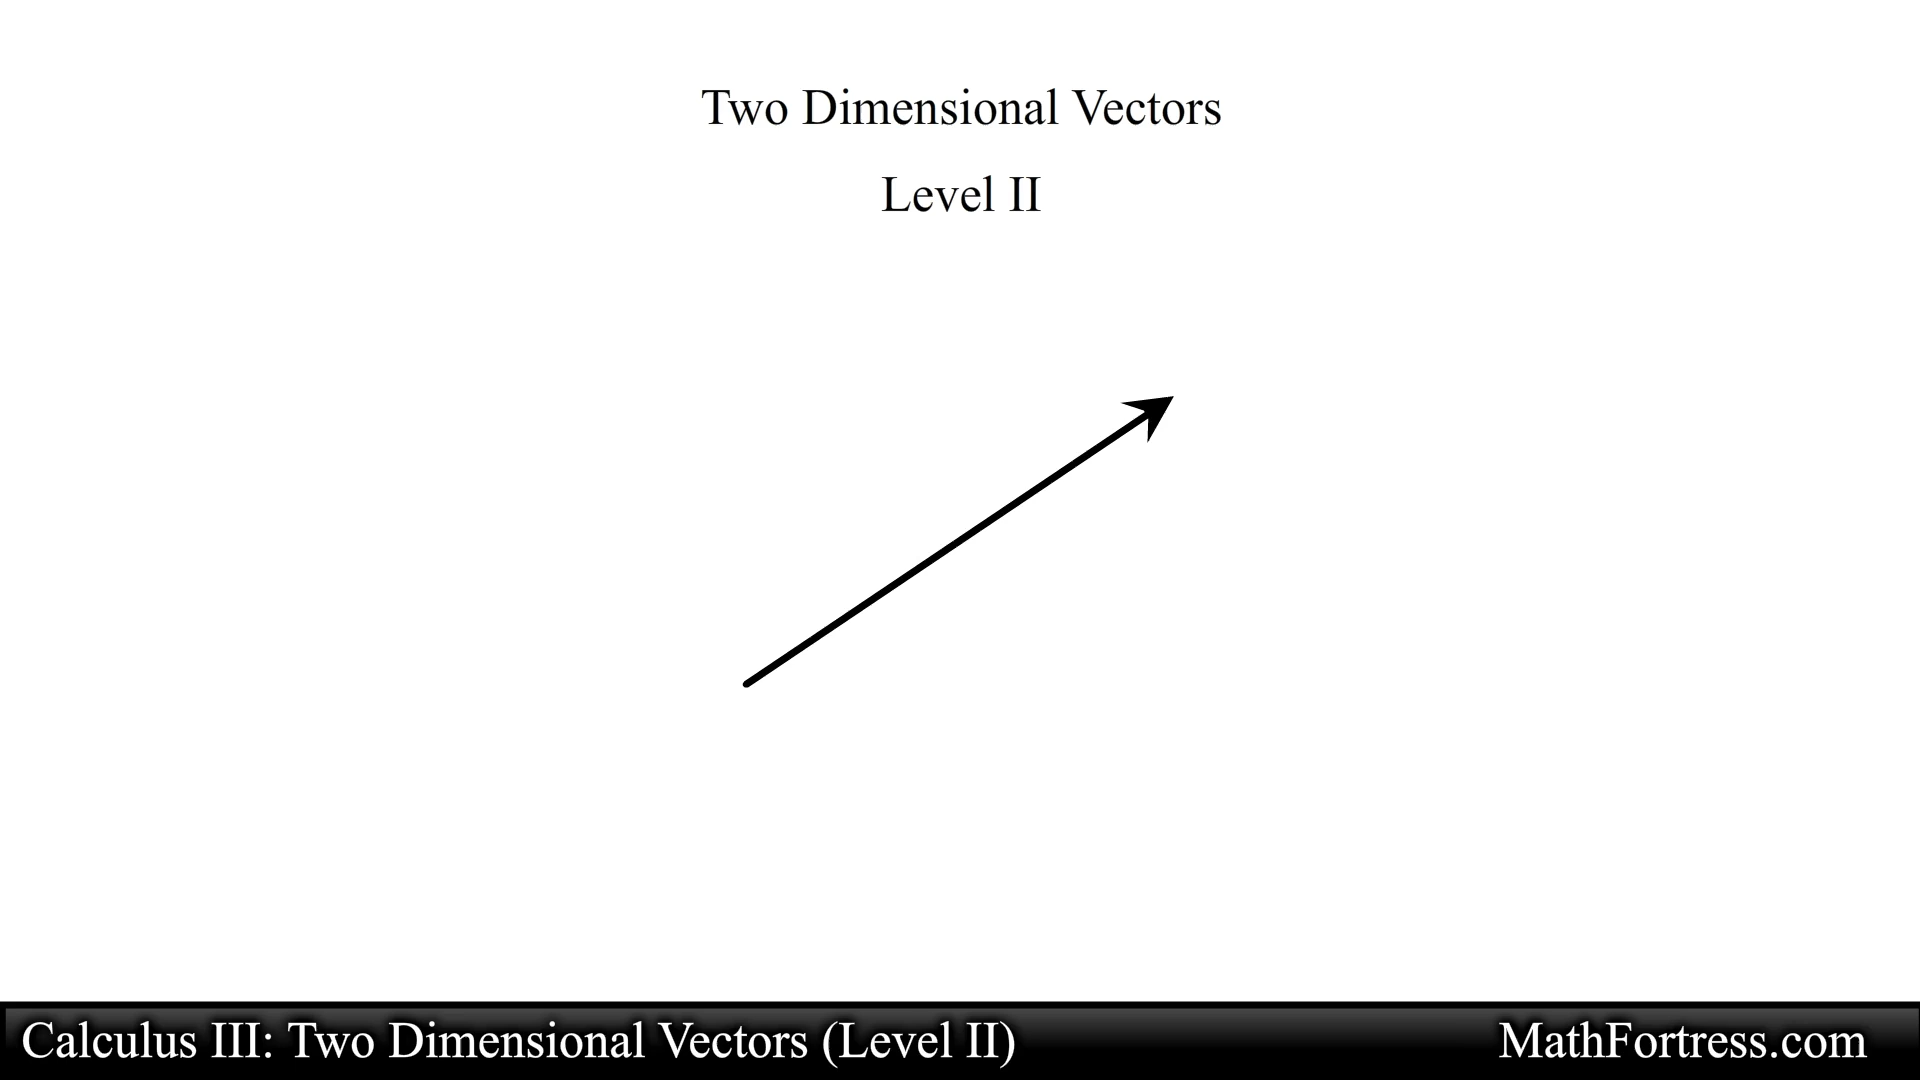 Two Dimensional Vectors
Level II
Calculus III: Two Dimensional Vectors (Level II)
MathFortress.com